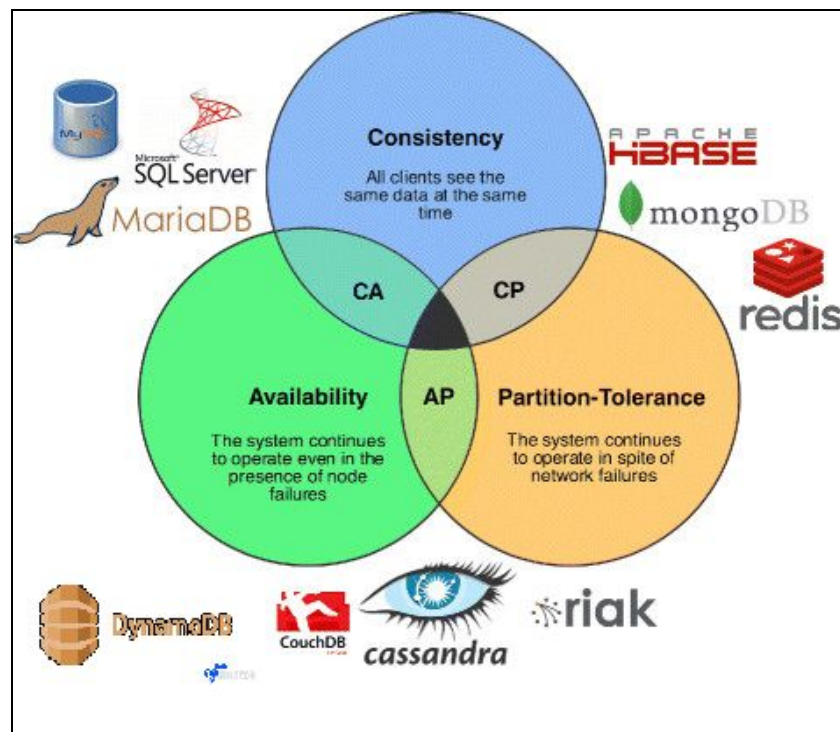 MySQL
Microsoft®
SQL Server
MariaDB
Consistency
All clients see the
same data at the same
time
APACHE
HBASE
mongoDB
redis
CA
CP
Availability
The system continues
to operate even in the
presence of node
failures
AP
Partition-Tolerance
The system continues
to operate in spite of
network failures
DynamoDB
CouchDB
cassandra
riak